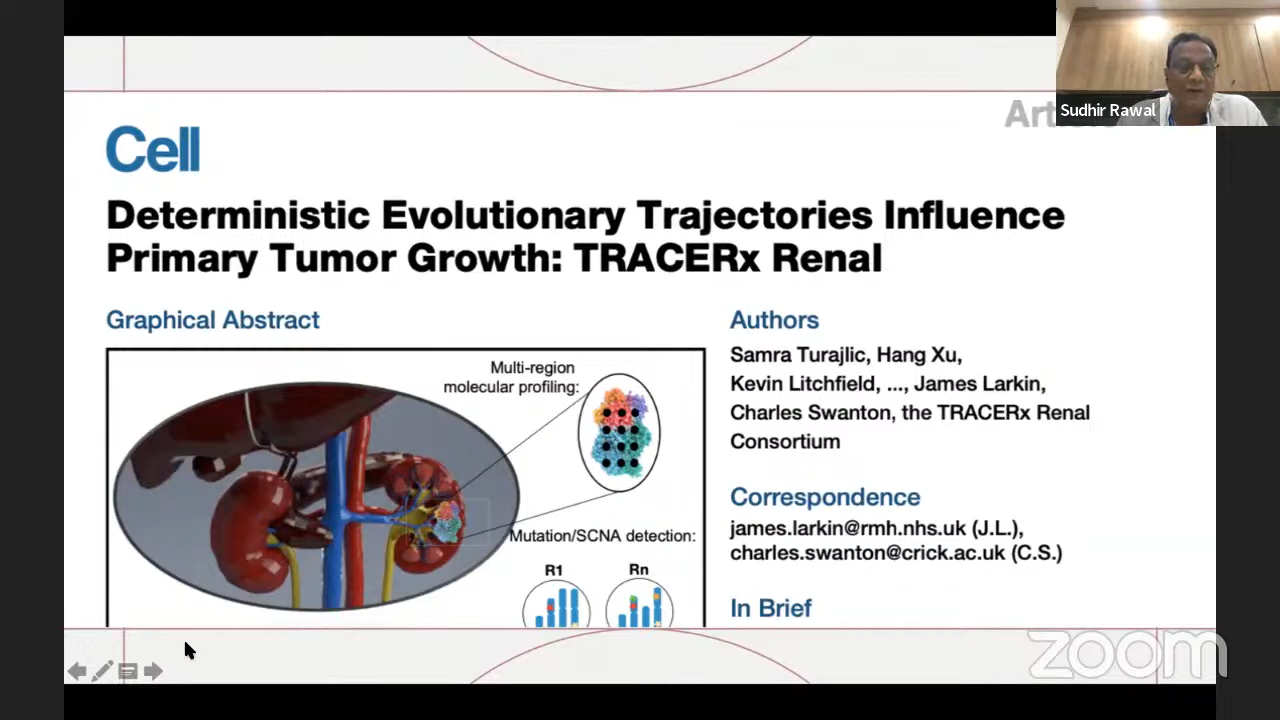 Sudhir Rawal
Cell
Deterministic Evolutionary Trajectories Influence
Primary Tumor Growth: TRACERx Renal
Graphical Abstract
Multi-region
molecular profiling:
Mutation/SCNA detection:
R1 Rn
Authors
Samra Turajlic, Hang Xu,
Kevin Litchfield, ..., James Larkin,
Charles Swanton, the TRACERx Renal
Consortium
Correspondence
james.larkin@rmh.nhs.uk (J.L.),
charles.swanton@crick.ac.uk (C.S.)
In Brief
zoom